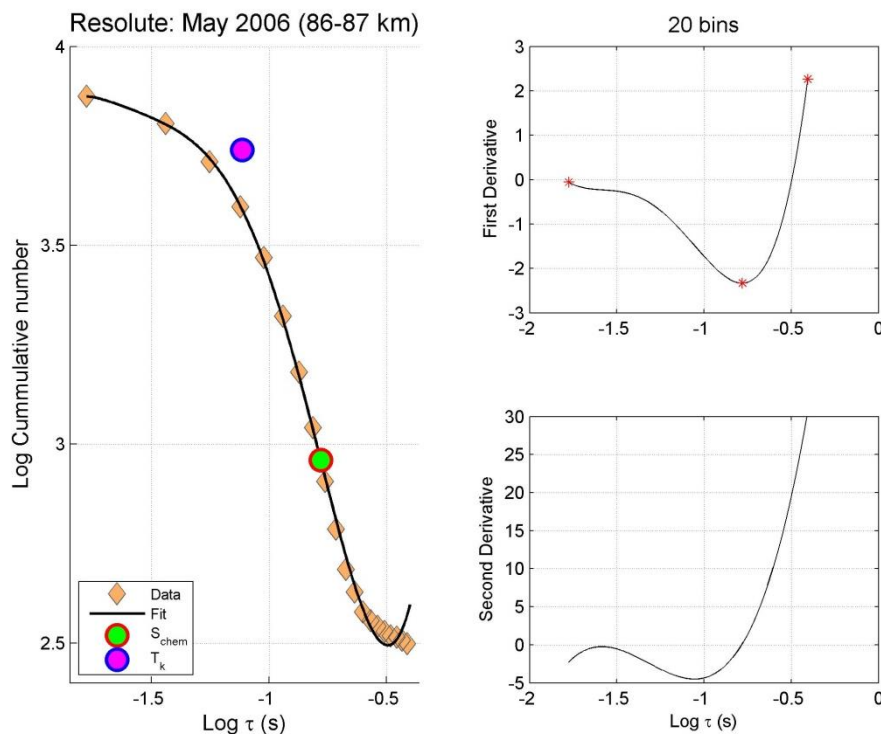 Resolute: May 2006 (86-87 km)
4
3.5
3
2.5
-1.5
-1
-0.5
Log Cummulative number
Log τ (s)
Data
Fit
S_chem
T_k
20 bins
3
2
1
0
-1
-2
-3
-2
-1.5
-1
-0.5
0
First Derivative
30
25
20
15
10
5
0
-5
-2
-1.5
-1
-0.5
0
Second Derivative
Log τ (s)